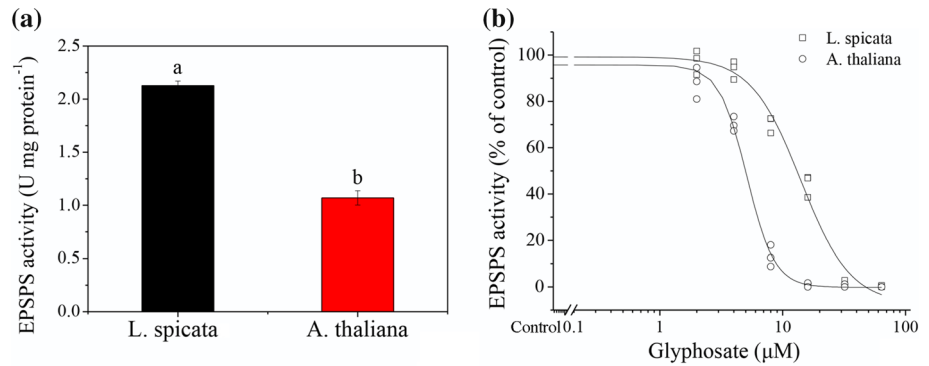 (a)
EPSPS activity (U mg protein⁻¹)
2.5
2.0
1.5
1.0
0.5
0.0
a
b
L. spicata
A. thaliana
(b)
EPSPS activity (% of control)
100
80
60
40
20
0
L. spicata
A. thaliana
Control 0.1
1
10
100
Glyphosate (μM)